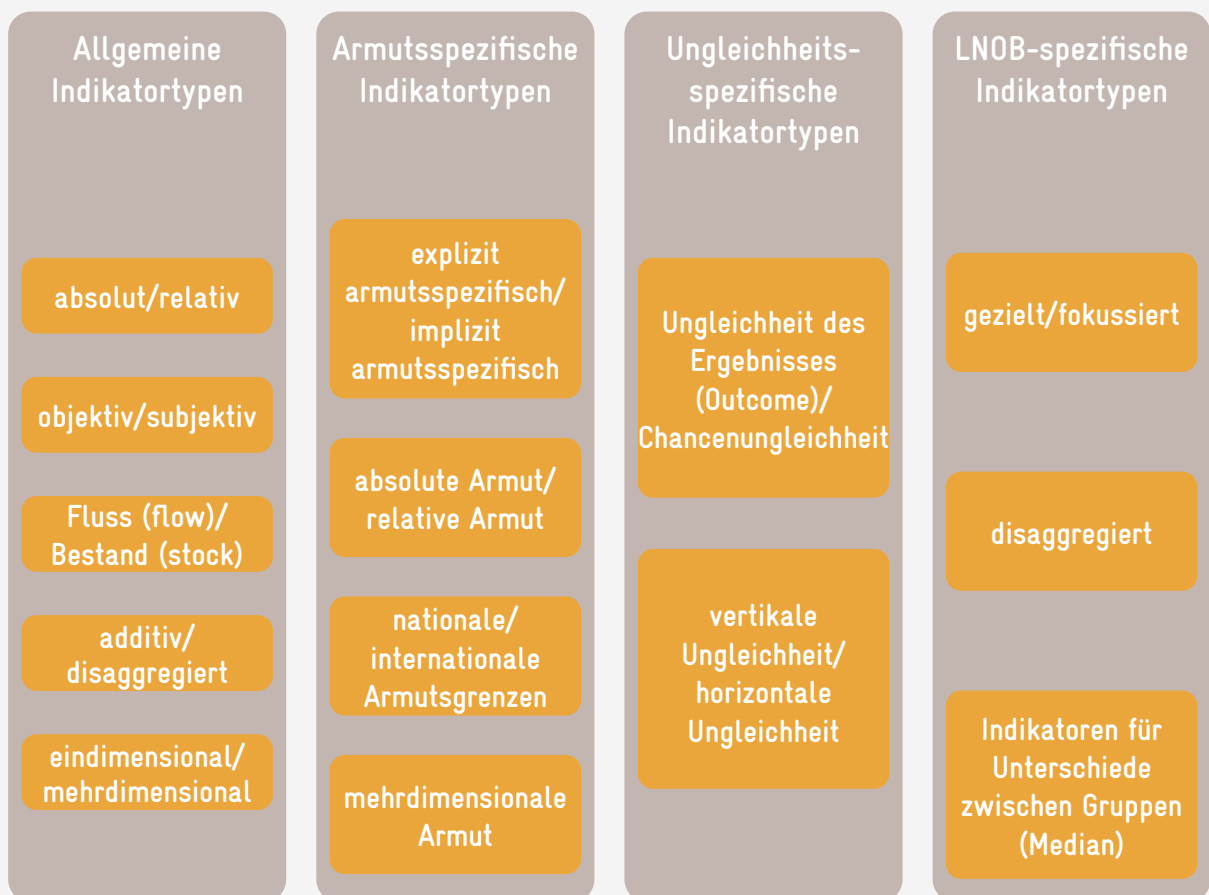 Allgemeine
Indikatortypen
absolut/relativ
objektiv/subjektiv
Fluss (flow)/
Bestand (stock)
additiv/
disaggregiert
eindimensional/
mehrdimensional
Armutsspezifische
Indikatortypen
explizit
armutsspezifisch/
implizit
armutsspezifisch
absolute Armut/
relative Armut
nationale/
internationale
Armutsgrenzen
mehrdimensionale
Armut
Ungleichheits-
spezifische
Indikatortypen
Ungleichheit des
Ergebnisses
(Outcome)/
Chancenungleichheit
vertikale
Ungleichheit/
horizontale
Ungleichheit
LNOB-spezifische
Indikatortypen
gezielt/fokussiert
disaggregiert
Indikatoren für
Unterschiede
zwischen Gruppen
(Median)